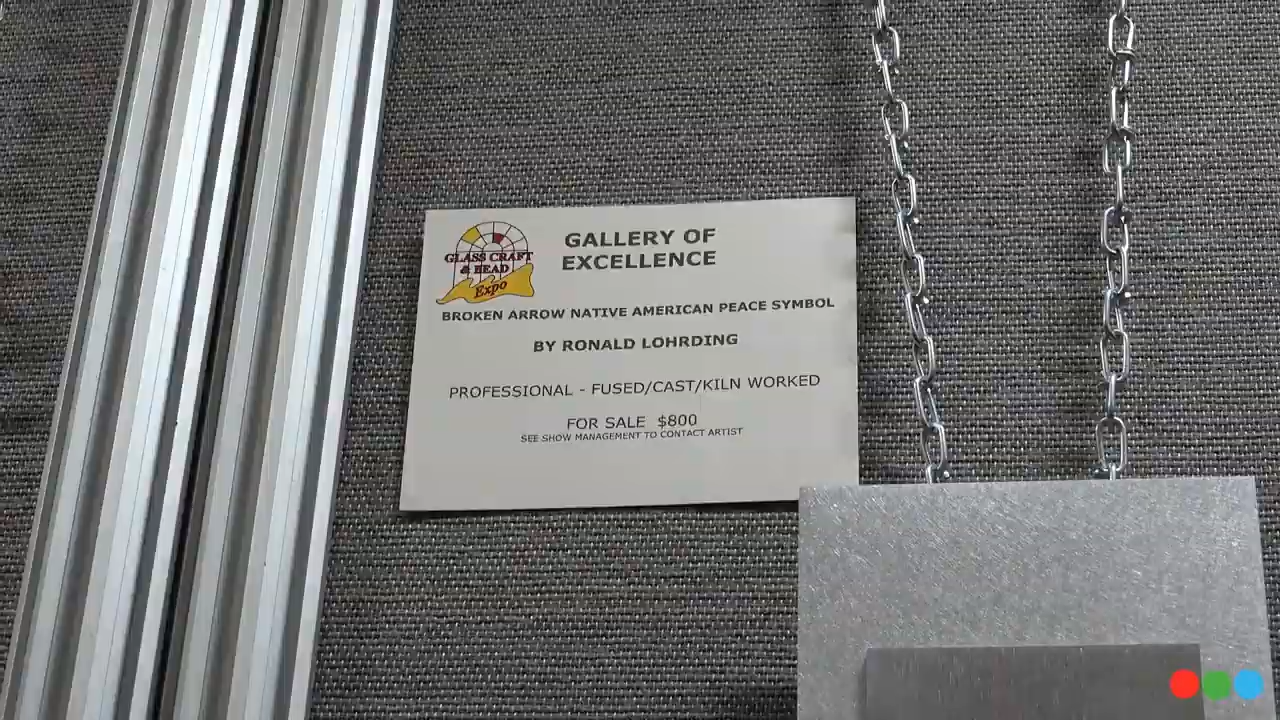 GLASS CRAFT
& BEAD
Expo
GALLERY OF
EXCELLENCE
BROKEN ARROW NATIVE AMERICAN PEACE SYMBOL
BY RONALD LOHRDING
PROFESSIONAL - FUSED/CAST/KILN WORKED
FOR SALE $800
SEE SHOW MANAGEMENT TO CONTACT ARTIST